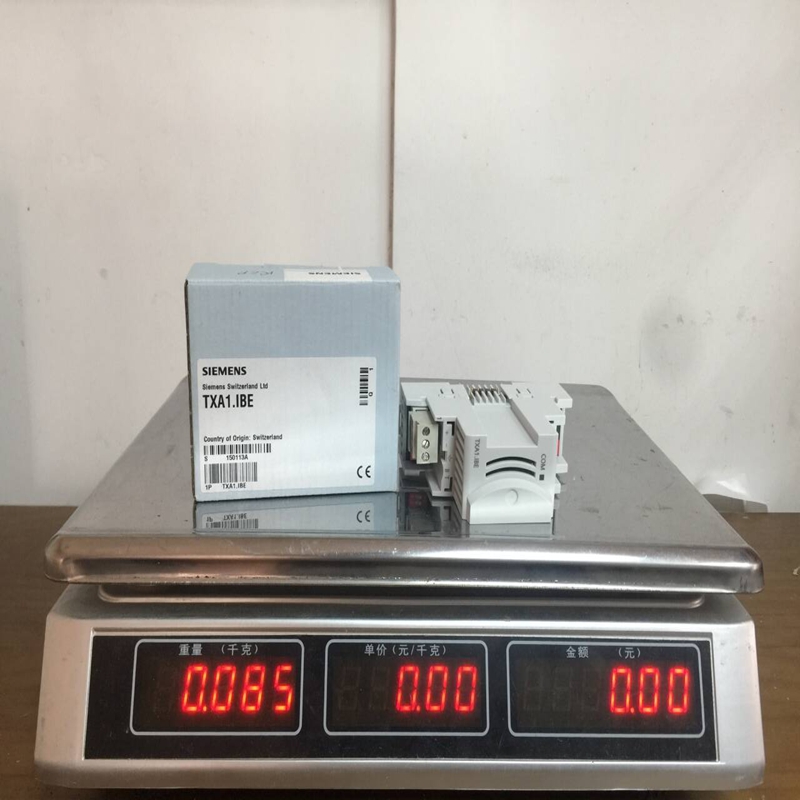 SIEMENS
SIEMENS
Siemens Switzerland Ltd
TXA1.IBE
L
D
Country of Origin: Switzerland
S 150113A
1P TXA1.IBE
CE
TXA1.IBE
COM
重量 (千克)
0.085
单价 (元/千克)
0.00
金额 (元)
0.00